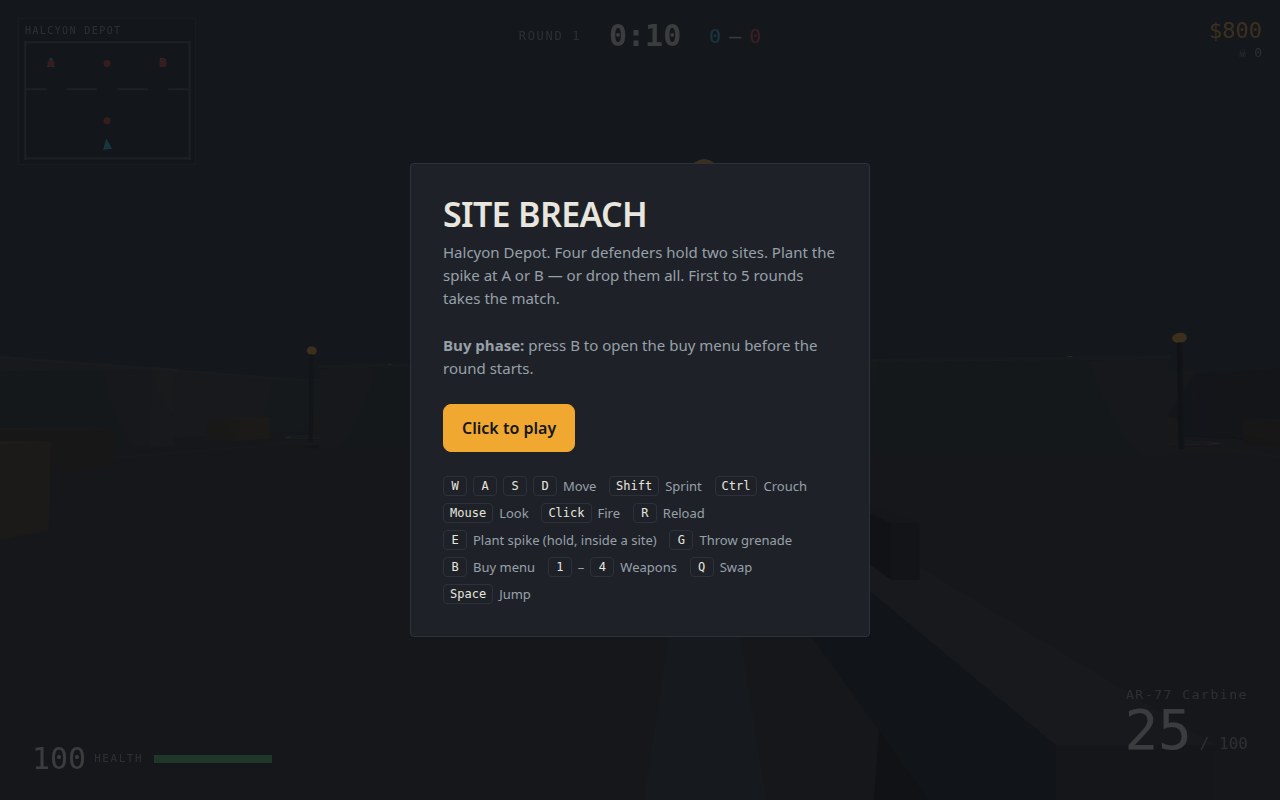 HALCYON DEPOT
ROUND 1 0:10 0 — 0
$800
0
SITE BREACH
Halcyon Depot. Four defenders hold two sites. Plant the
spike at A or B — or drop them all. First to 5 rounds
takes the match.
Buy phase: press B to open the buy menu before the
round starts.
Click to play
W A S D Move Shift Sprint Ctrl Crouch
Mouse Look Click Fire R Reload
E Plant spike (hold, inside a site) G Throw grenade
B Buy menu 1 – 4 Weapons Q Swap
Space Jump
AR-77 Carbine
25 / 100
100 HEALTH